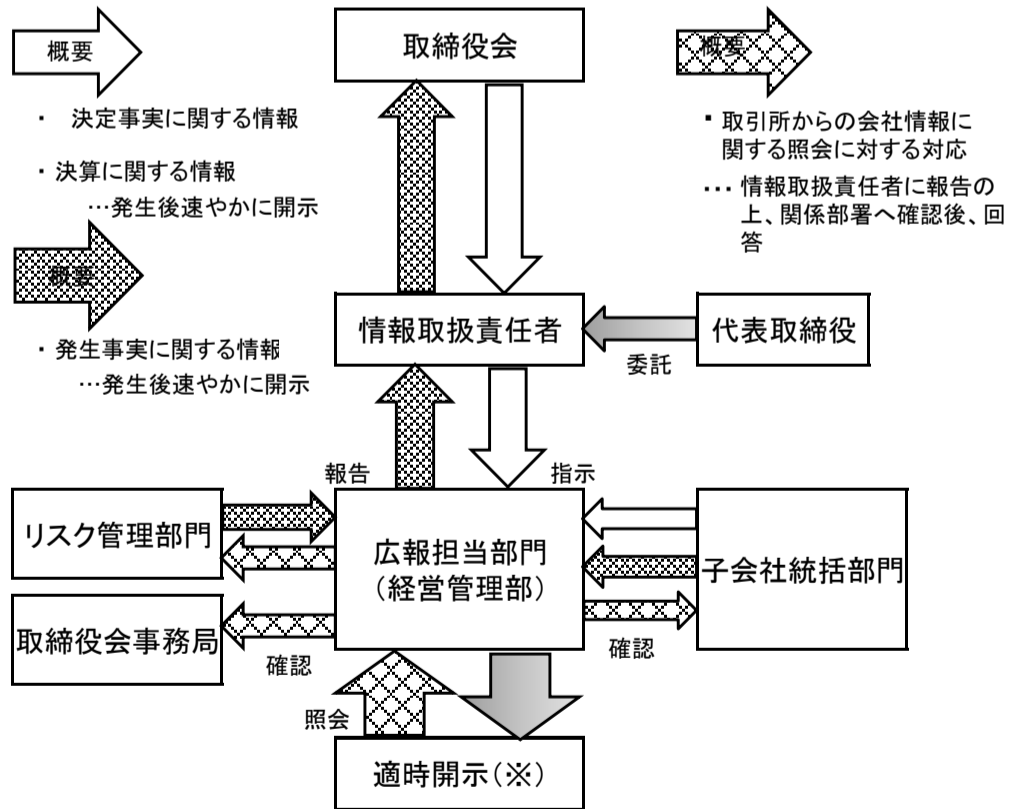 概要
・ 決定事実に関する情報
・ 決算に関する情報
…発生後速やかに開示
概要
・ 発生事実に関する情報
…発生後速やかに開示
取締役会
概要
・ 取引所からの会社情報に
関する照会に対する対応
… 情報取扱責任者に報告の
上、関係部署へ確認後、回
答
情報取扱責任者
代表取締役
委託
報告
指示
リスク管理部門
広報担当部門
（経営管理部）
子会社統括部門
取締役会事務局
確認
確認
照会
適時開示（※）